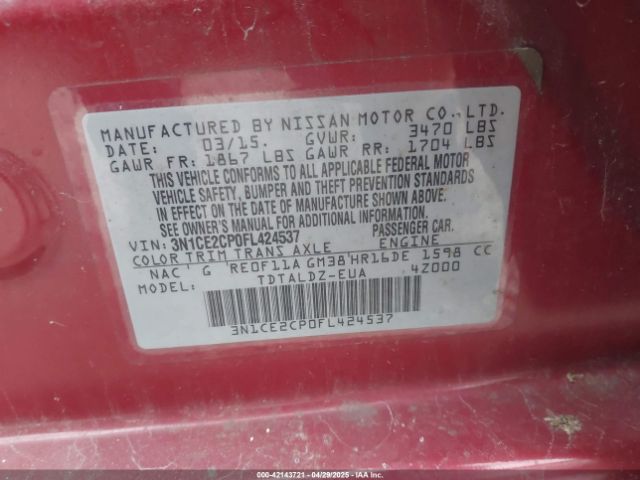 MANUFACTURED BY NISSAN MOTOR CO.,LTD.
DATE: 03/15. GVWR: 3470 LBS
GAWR FR: 1867 LBS GAWR RR: 1704 LBS
THIS VEHICLE CONFORMS TO ALL APPLICABLE FEDERAL MOTOR
VEHICLE SAFETY, BUMPER AND THEFT PREVENTION STANDARDS
IN EFFECT ON THE DATE OF MANUFACTURE SHOWN ABOVE.
SEE OWNER'S MANUAL FOR ADDITIONAL INFORMATION.
VIN: 3N1CE2CP0FL424537 PASSENGER CAR.
COLOR TRIM TRANS AXLE ENGINE
NAC G RE0F11A GM38 HR16DE 1598 CC
MODEL: TDTALDZ-EUA 4Z000
3N1CE2CP0FL424537
000-42143721 - 04/29/2025 - IAA Inc.